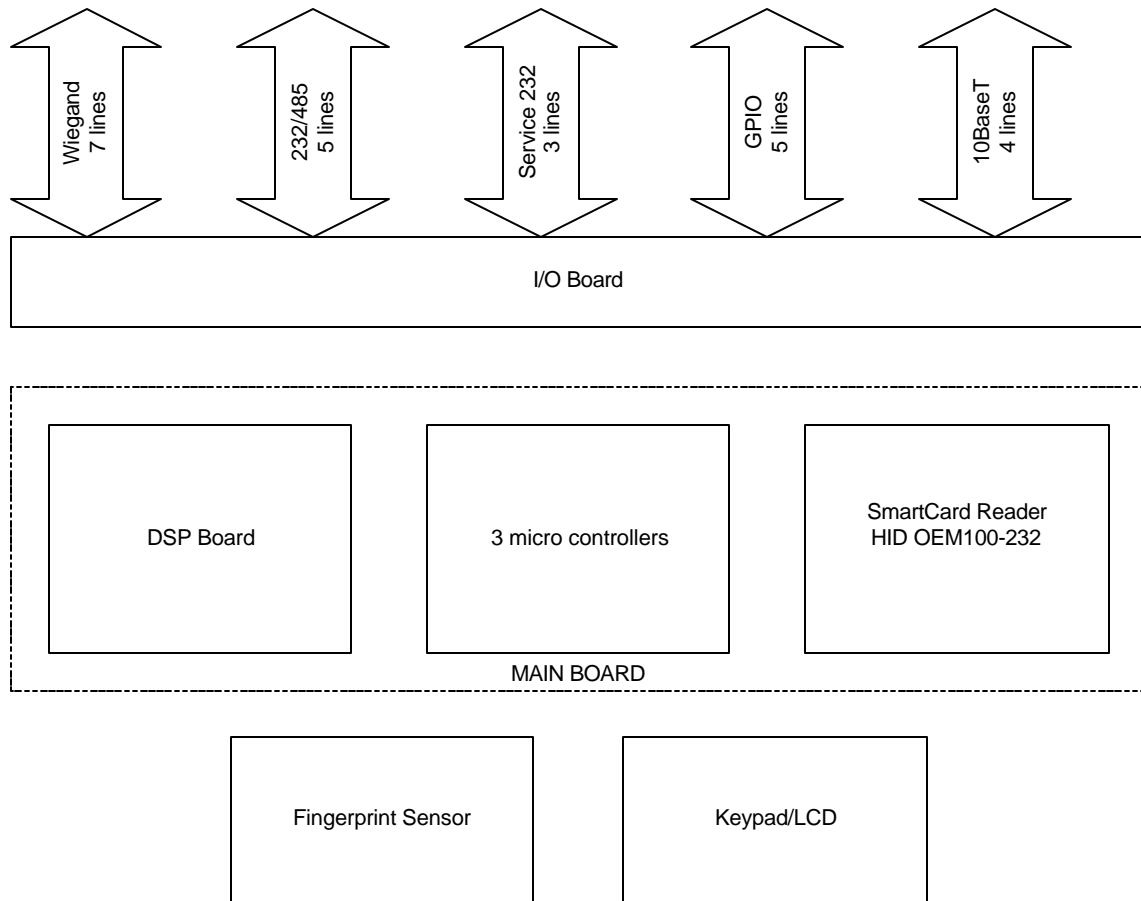 Wiegand
7 lines
232/485
5 lines
Service 232
3 lines
GPIO
5 lines
10BaseT
4 lines
I/O Board
DSP Board
3 micro controllers
SmartCard Reader
HID OEM100-232
MAIN BOARD
Fingerprint Sensor
Keypad/LCD